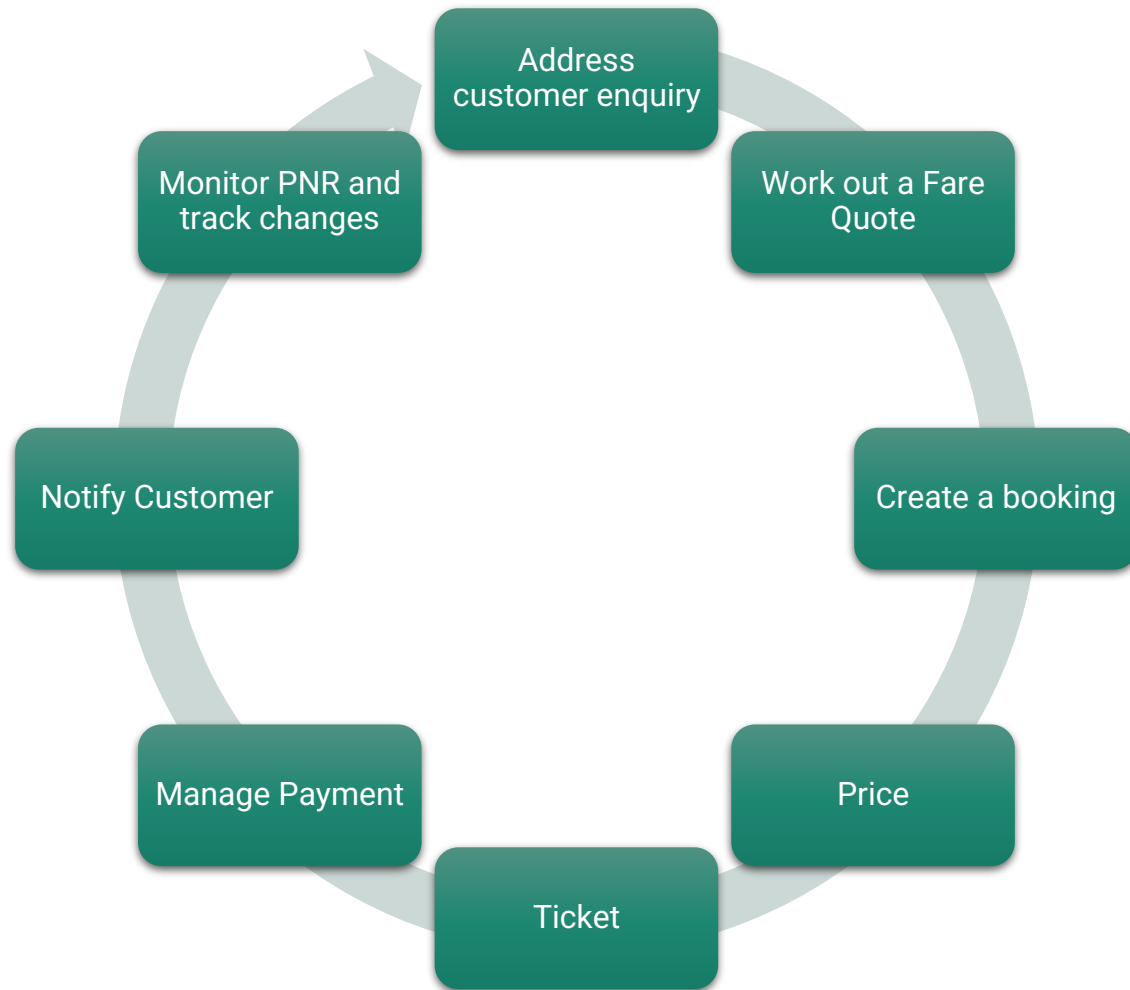 Address
customer enquiry
Work out a Fare
Quote
Create a booking
Price
Ticket
Manage Payment
Notify Customer
Monitor PNR and
track changes